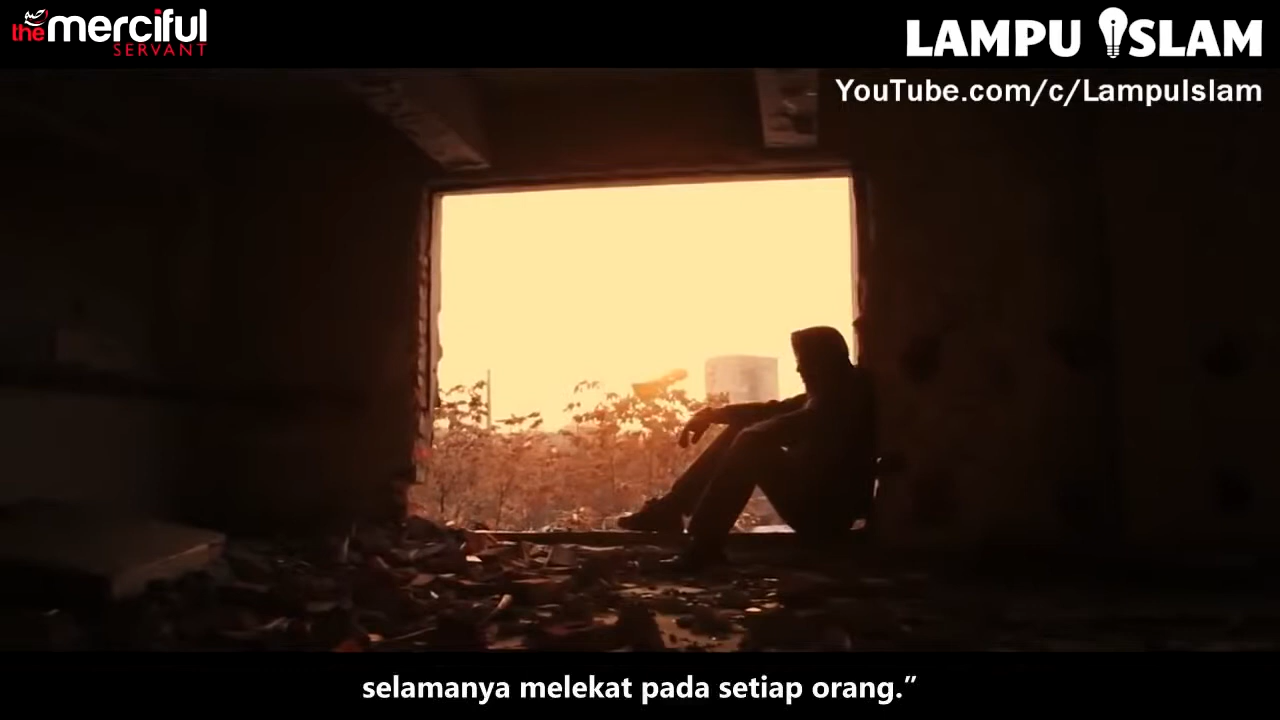 the merciful
SERVANT
LAMPU ISLAM
YouTube.com/c/LampuIslam
selamanya melekat pada setiap orang.”